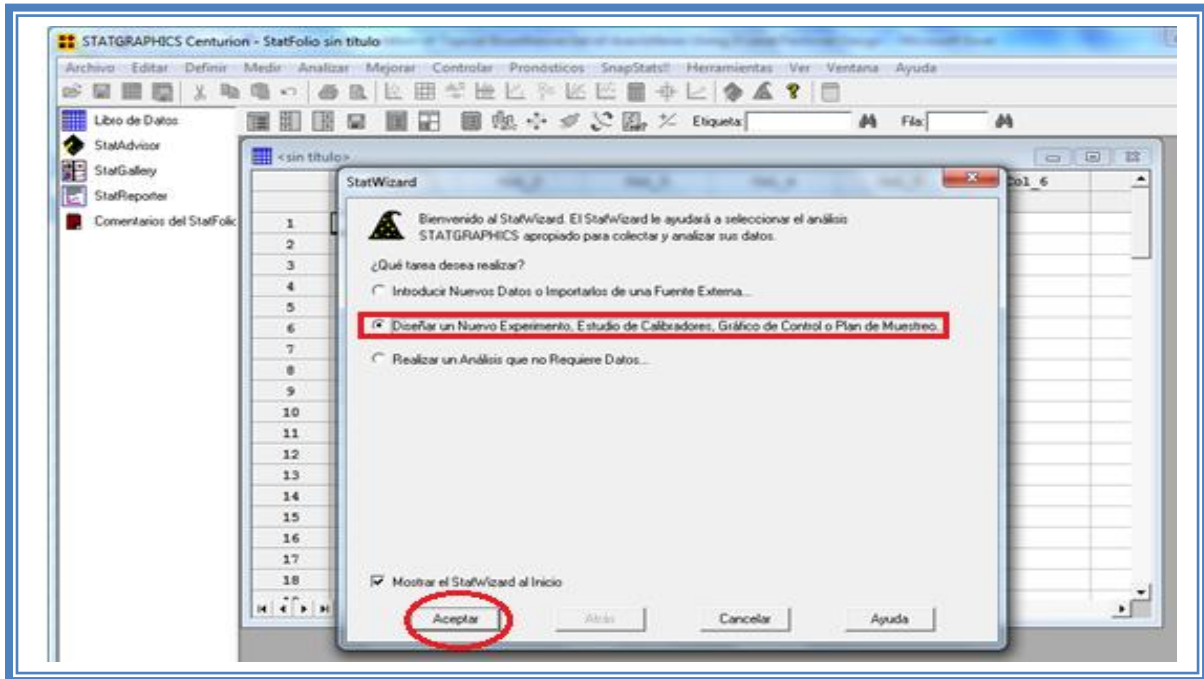 STATGRAPHICS Centurion - StatFolio sin título
Archivo Editar Definir Medir Analizar Mejorar Controlar Pronósticos SnapStats!! Herramientas Ver Ventana Ayuda
Libro de Datos
Etiqueta:
Fila:
StatAdvisor
StatGallery
StatReporter
Comentarios del StatFolio
<sin título>
Col_6
1
2
3
4
5
6
7
8
9
10
11
12
13
14
15
16
17
18
StatWizard
Bienvenido al StatWizard. El StatWizard le ayudará a seleccionar el análisis
STATGRAPHICS apropiado para colectar y analizar sus datos.
¿Qué tarea desea realizar?
Introducir Nuevos Datos o Importarlos de una Fuente Externa...
Diseñar un Nuevo Experimento, Estudio de Calibradores, Gráfico de Control o Plan de Muestreo.
Realizar un Análisis que no Requiere Datos...
Mostrar el StatWizard al Inicio
Aceptar
Atrás
Cancelar
Ayuda